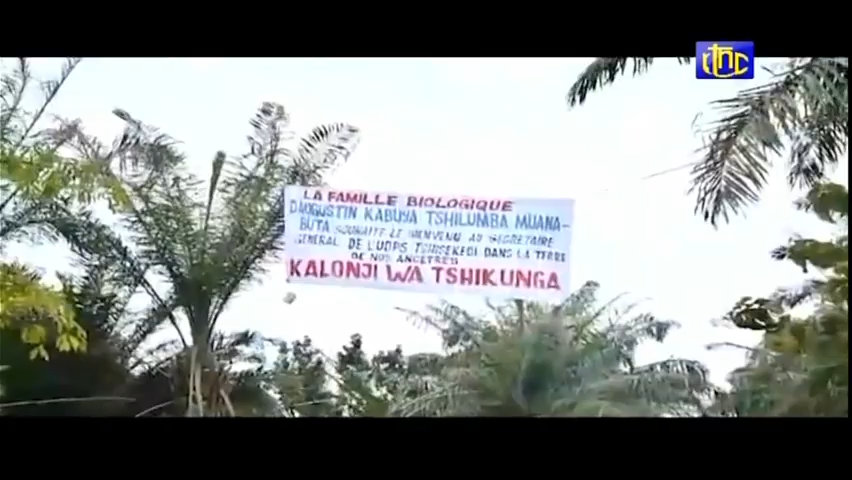 rtnc
LA FAMILLE BIOLOGIQUE
D'AUGUSTIN KABUYA TSHILUMBA MUANA-
BUTA SOUHAITE LE BIENVENU AU SECRETAIRE
GENERAL DE L'UDPS TSHISEKEDI DANS LA TERRE
DE NOS ANCETRES
KALONJI WA TSHIKUNGA